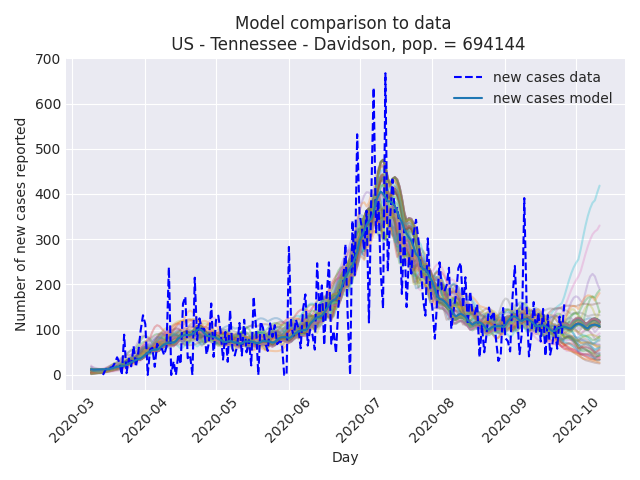 Model comparison to data
US - Tennessee - Davidson, pop. = 694144
new cases data
new cases model
Number of new cases reported
700
600
500
400
300
200
100
0
2020-03
2020-04
2020-05
2020-06
2020-07
2020-08
2020-09
2020-10
Day